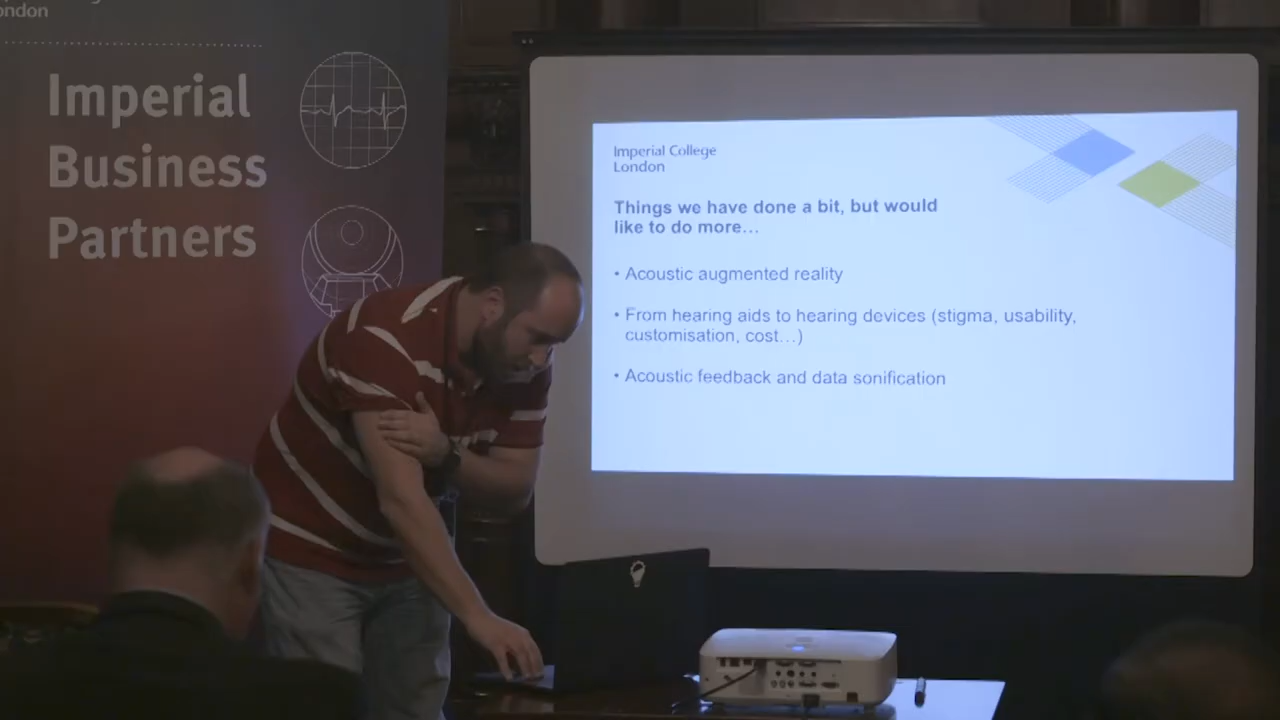 London
Imperial
Business
Partners
Imperial College
London
Things we have done a bit, but would
like to do more...
• Acoustic augmented reality
• From hearing aids to hearing devices (stigma, usability,
customisation, cost...)
• Acoustic feedback and data sonification